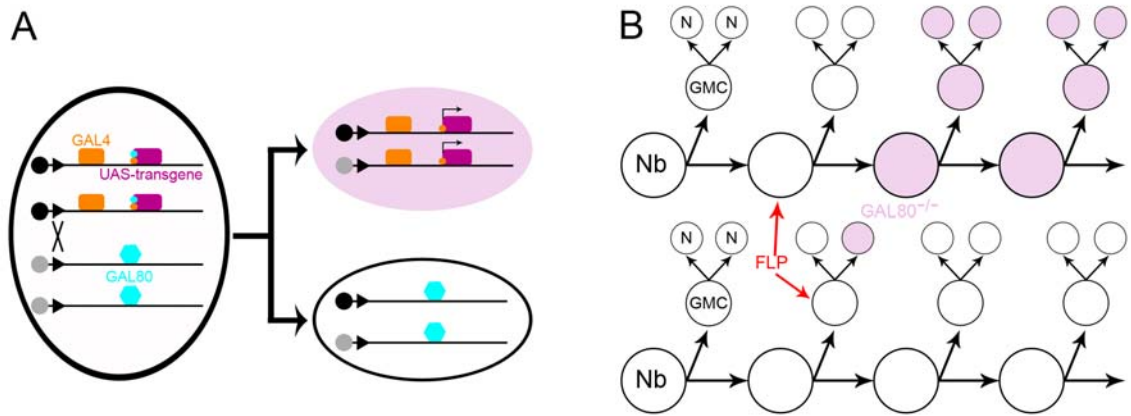 A
GAL4
UAS-transgene
GAL80
B
N N
GMC
Nb
GAL80⁻/⁻
FLP
N N
GMC
Nb